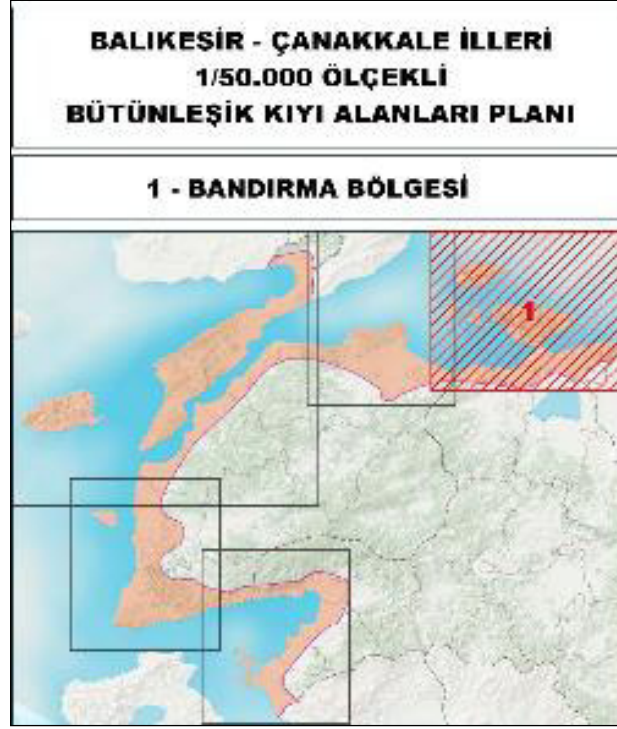 BALIKESİR - ÇANAKKALE İLLERİ
1/50.000 ÖLÇEKLİ
BÜTÜNLEŞİK KIYI ALANLARI PLANI
1 - BANDIRMA BÖLGESİ
1